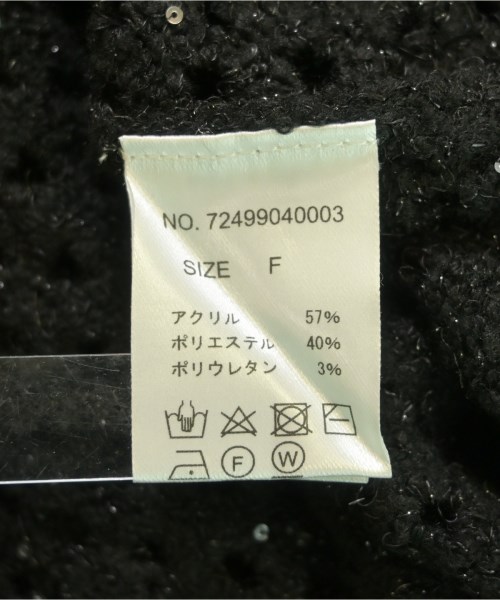 NO. 72499040003
SIZE F
アクリル 57%
ポリエステル 40%
ポリウレタン 3%
F W